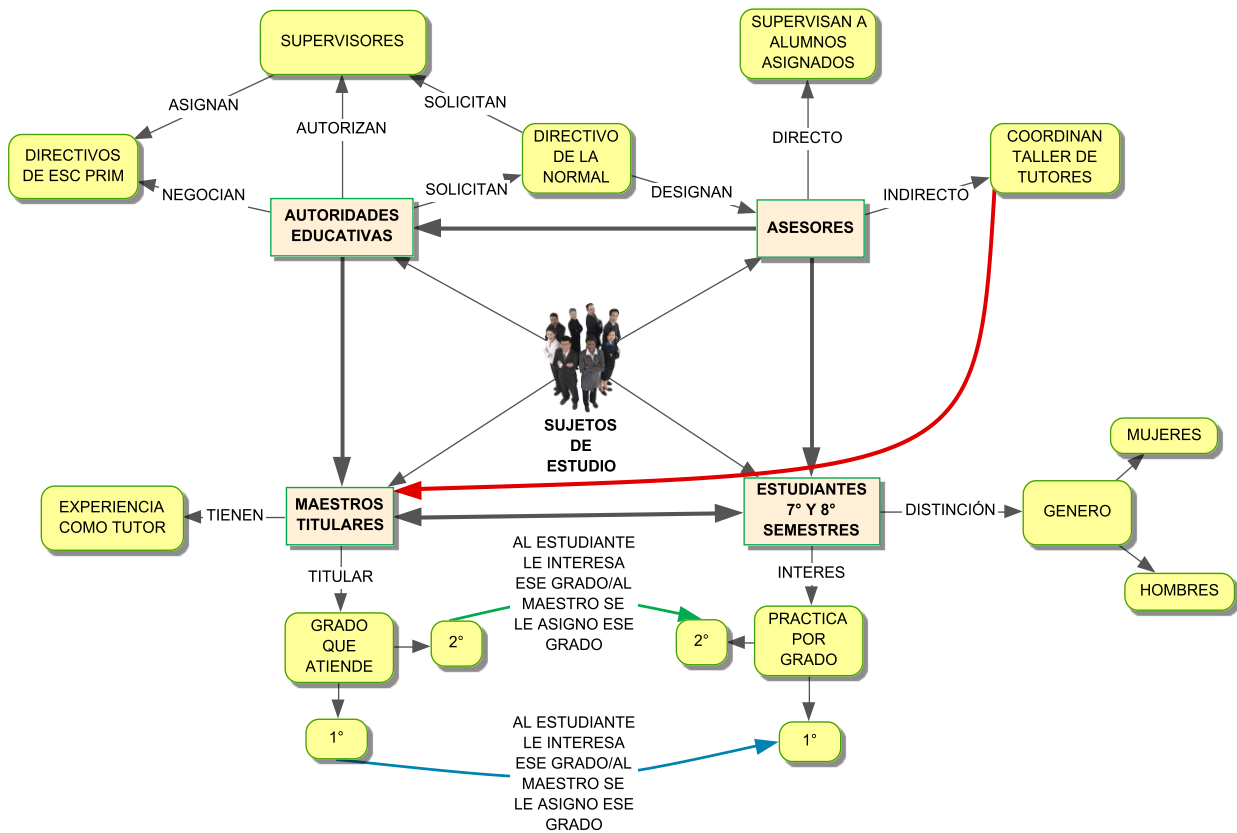 SUPERVISORES
SUPERVISAN A
ALUMNOS
ASIGNADOS
ASIGNAN
SOLICITAN
AUTORIZAN
DIRECTO
DIRECTIVOS
DE ESC PRIM
DIRECTIVO
DE LA
NORMAL
COORDINAN
TALLER DE
TUTORES
NEGOCIAN
SOLICITAN
DESIGNAN
INDIRECTO
AUTORIDADES
EDUCATIVAS
ASESORES
SUJETOS
DE
ESTUDIO
MUJERES
EXPERIENCIA
COMO TUTOR
TIENEN
MAESTROS
TITULARES
ESTUDIANTES
7° Y 8°
SEMESTRES
DISTINCIÓN
GENERO
HOMBRES
TITULAR
AL ESTUDIANTE
LE INTERESA
ESE GRADO/AL
MAESTRO SE
LE ASIGNO ESE
GRADO
INTERES
GRADO
QUE
ATIENDE
2°
2°
PRACTICA
POR
GRADO
1°
AL ESTUDIANTE
LE INTERESA
ESE GRADO/AL
MAESTRO SE
LE ASIGNO ESE
GRADO
1°